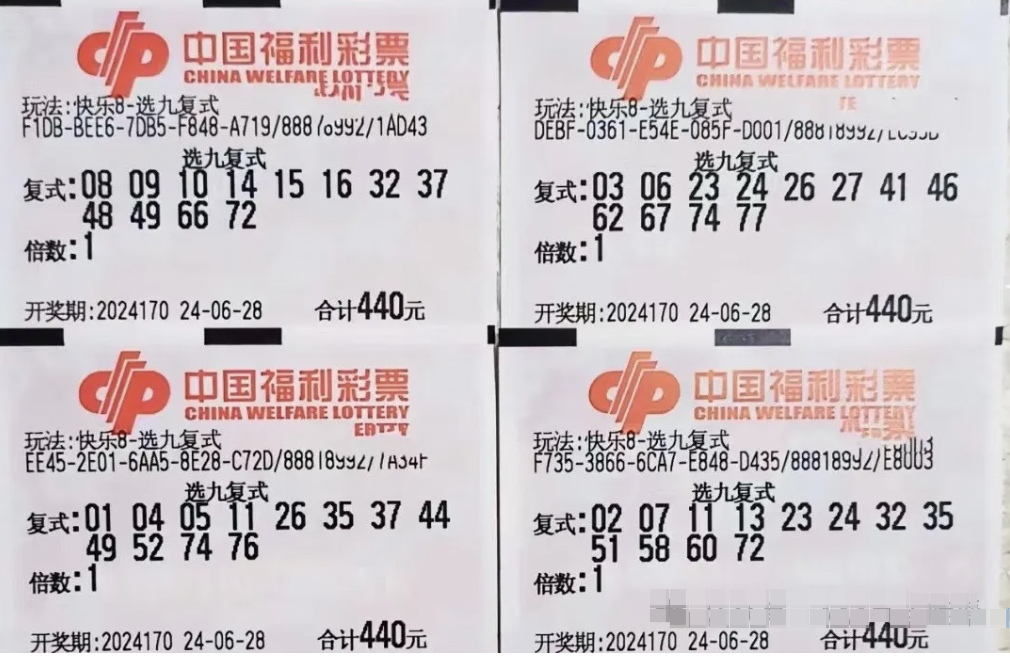 中国福利彩票
CHINA WELFARE LOTTERY
玩法:快乐8-选九复式
F1DB-BEE6-7DB5-F848-A719/88818992/1AD43
选九复式
复式:08 09 10 14 15 16 32 37
48 49 66 72
倍数:1
开奖期:2024170 24-06-28 合计440元
中国福利彩票
CHINA WELFARE LOTTERY
玩法:快乐8-选九复式
DEBF-0361-E54E-085F-D001/88818992/
选九复式
复式:03 06 23 24 26 27 41 46
62 67 74 77
倍数:1
开奖期:2024170 24-06-28 合计440元
中国福利彩票
CHINA WELFARE LOTTERY
玩法:快乐8-选九复式
EE45-2E01-6AA5-8E28-C72D/88818992/
选九复式
复式:01 04 05 11 26 35 37 44
49 52 74 76
倍数:1
开奖期:2024170 24-06-28 合计440元
中国福利彩票
CHINA WELFARE LOTTERY
玩法:快乐8-选九复式
F735-3866-6CA7-E848-D435/88818992/E8003
选九复式
复式:02 07 11 13 23 24 32 35
51 58 60 72
倍数:1
开奖期:2024170 24-06-28 合计440元